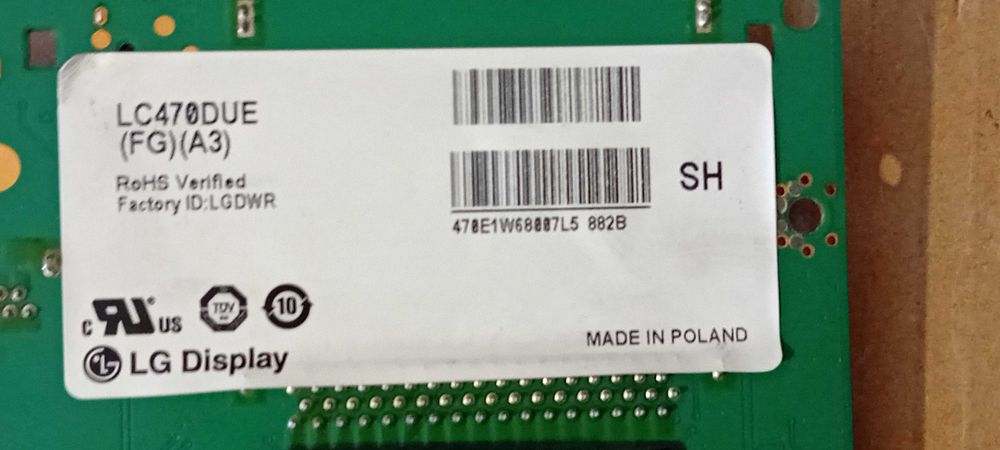 LC470DUE
(FG)(A3)
RoHS Verified
Factory ID:LGDWR
SH
470E1W68007L5 882B
c RU US
TÜV
10
LG Display
MADE IN POLAND